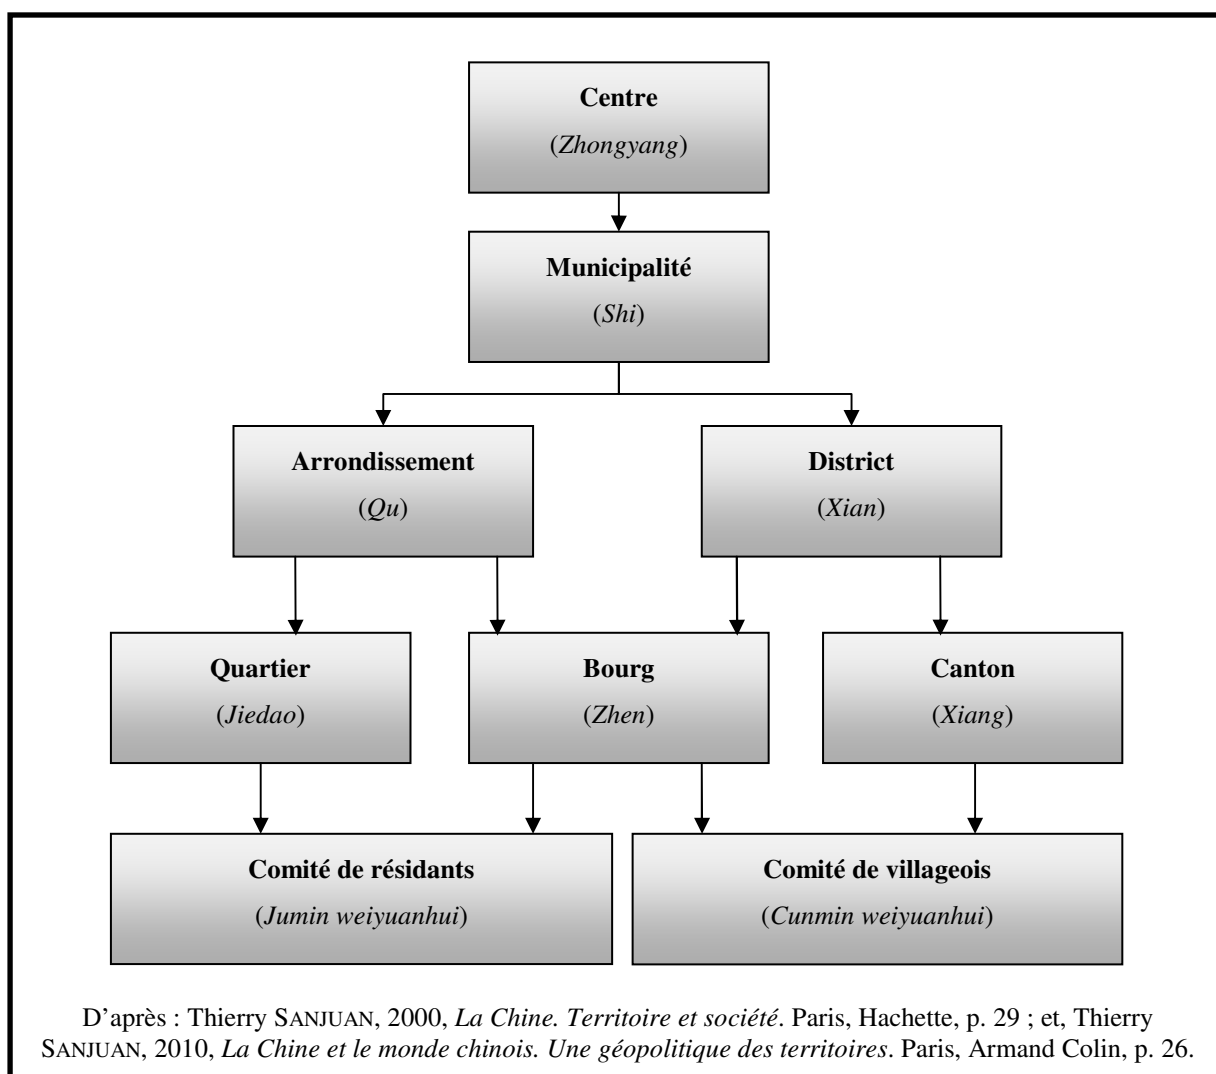 Centre
(Zhongyang)
Municipalité
(Shi)
Arrondissement
(Qu)
District
(Xian)
Quartier
(Jiedao)
Bourg
(Zhen)
Canton
(Xiang)
Comité de résidants
(Jumin weiyuanhui)
Comité de villageois
(Cunmin weiyuanhui)
D’après : Thierry SANJUAN, 2000, La Chine. Territoire et société. Paris, Hachette, p. 29 ; et, Thierry
SANJUAN, 2010, La Chine et le monde chinois. Une géopolitique des territoires. Paris, Armand Colin, p. 26.